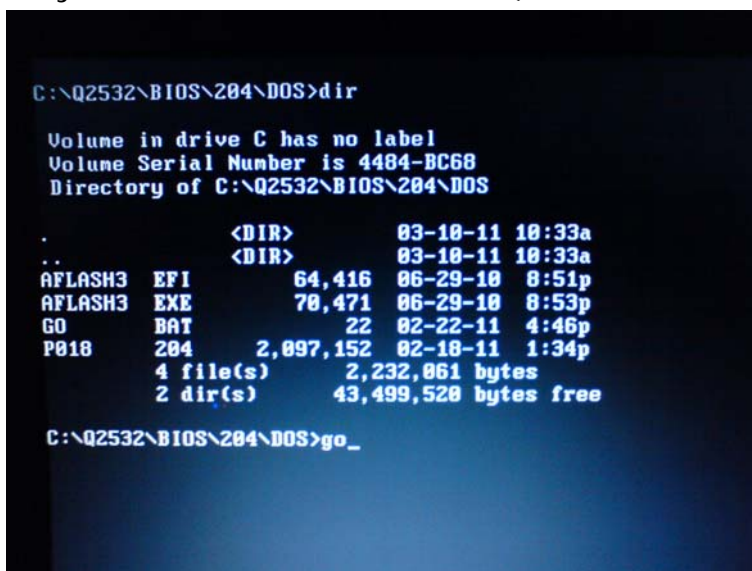 C:\Q2532\BIOS\204\DOS>dir
Volume in drive C has no label
Volume Serial Number is 4484-BC68
Directory of C:\Q2532\BIOS\204\DOS
. <DIR> 03-10-11 10:33a
.. <DIR> 03-10-11 10:33a
AFLASH3 EFI 64,416 06-29-10 8:51p
AFLASH3 EXE 70,471 06-29-10 8:53p
GO BAT 22 02-22-11 4:46p
P018 204 2,097,152 02-18-11 1:34p
4 file(s) 2,232,061 bytes
2 dir(s) 43,499,520 bytes free
C:\Q2532\BIOS\204\DOS>go_